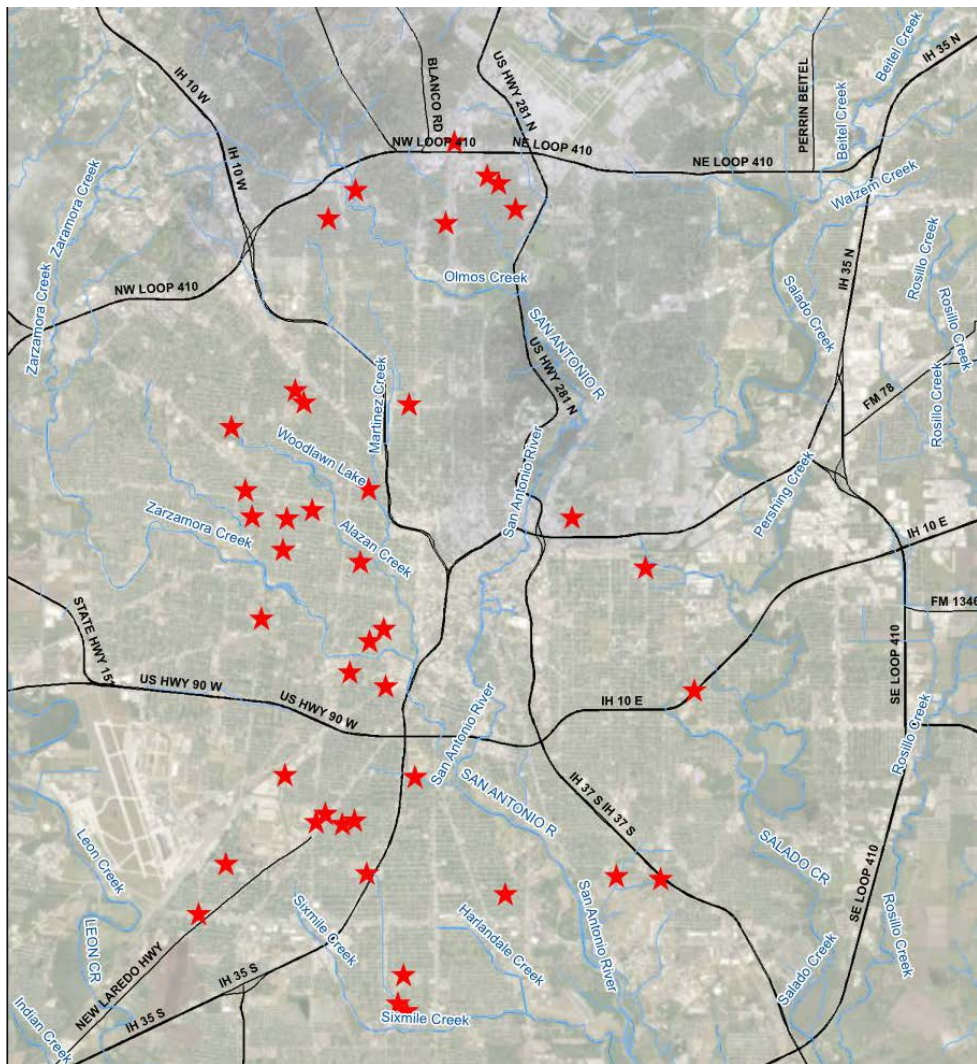 Beitel Creek
IH 35 N
US HWY 281 N
BLANCO RD
PERRIN BEITEL
IH 10 W
NW LOOP 410
NE LOOP 410
Beitel Creek
NE LOOP 410
IH 10 W
Walzem Creek
Zaramora Creek
Zarzamora Creek
Rosillo Creek
IH 35 N
Olmos Creek
Salado Creek
NW LOOP 410
Rosillo Creek
SAN ANTONIO R
US HWY 281 N
Martinez Creek
FM 78
Rosillo Creek
Woodlawn Lake
San Antonio River
Pershing Creek
Zarzamora Creek
Alazan Creek
IH 10 E
STATE HWY 151
FM 1346
SE LOOP 410
US HWY 90 W
US HWY 90 W
IH 10 E
San Antonio River
Rosillo Creek
SAN ANTONIO R
IH 37 S
IH 37 S
Leon Creek
SALADO CR
LEON CR
Sixmile Creek
Harlandale Creek
San Antonio River
SE LOOP 410
Rosillo Creek
NEW LAREDO HWY
IH 35 S
Salado Creek
Indian Creek
IH 35 S
Sixmile Creek